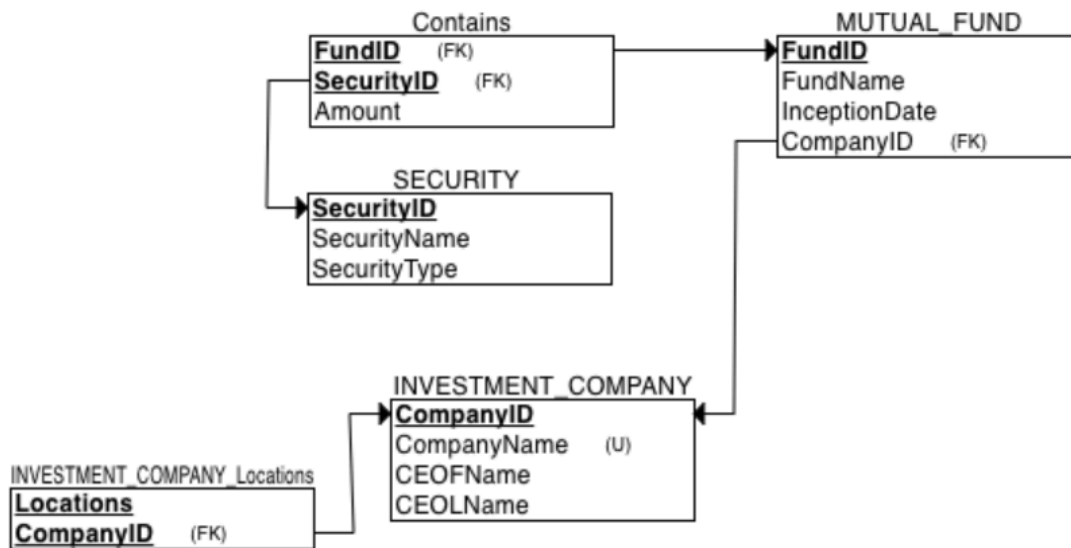 Contains
FundID (FK)
SecurityID (FK)
Amount
MUTUAL_FUND
FundID
FundName
InceptionDate
CompanyID (FK)
SECURITY
SecurityID
SecurityName
SecurityType
INVESTMENT_COMPANY
CompanyID
CompanyName (U)
CEOFName
CEOLName
INVESTMENT_COMPANY_Locations
Locations
CompanyID (FK)